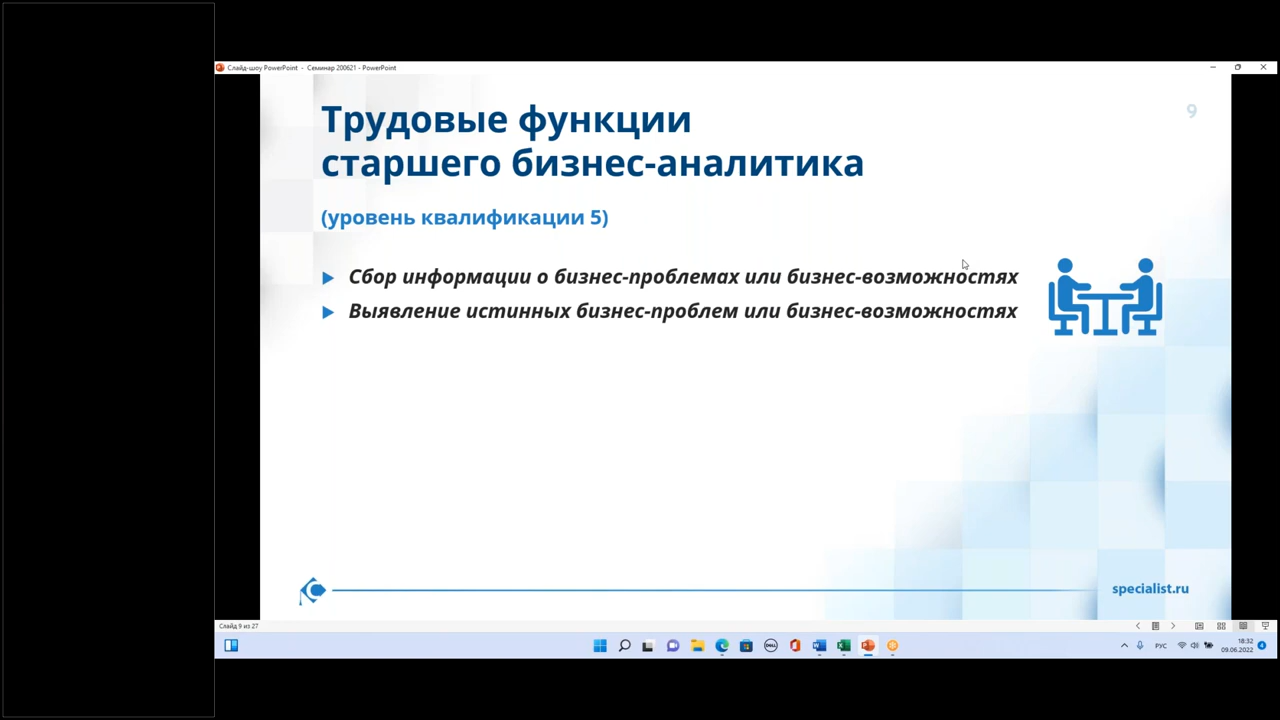 Слайд-шоу PowerPoint - Семинар 200621 - PowerPoint
9
Трудовые функции
старшего бизнес-аналитика
(уровень квалификации 5)
Сбор информации о бизнес-проблемах или бизнес-возможностях
Выявление истинных бизнес-проблем или бизнес-возможностях
specialist.ru
Слайд 9 из 27
DELL
РУС
18:32
09.06.2022
4